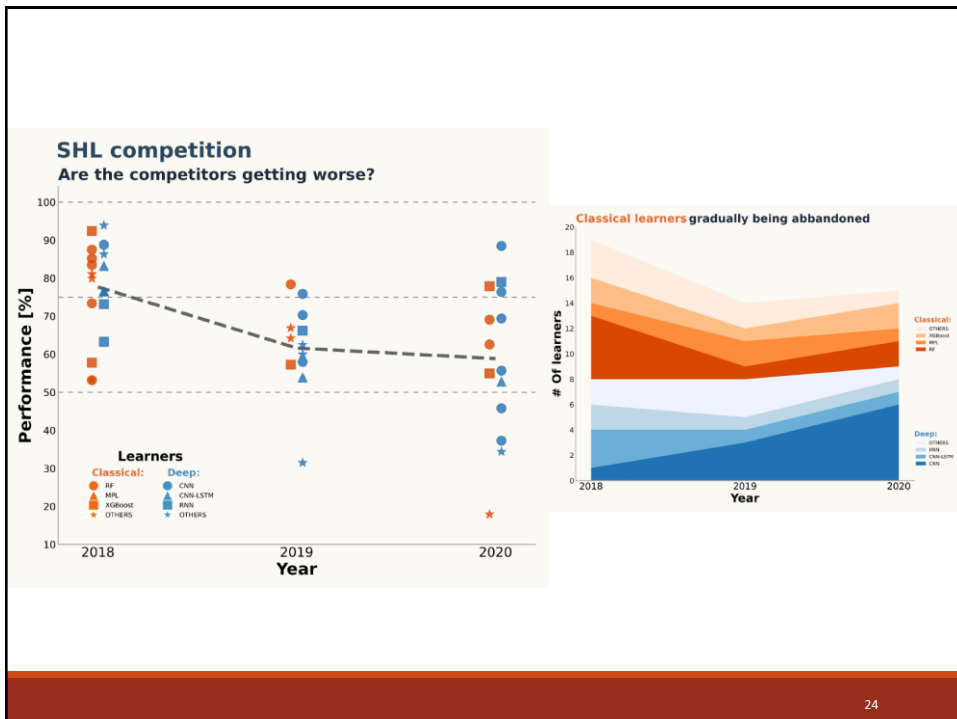 SHL competition
Are the competitors getting worse?
100
90
80
70
60
50
40
30
20
10
Performance [%]
Learners
Classical: Deep:
RF CNN
MPL CNN-LSTM
XGBoost RNN
OTHERS OTHERS
2018 2019 2020
Year
Classical learners gradually being abbandoned
20
18
16
14
12
10
8
6
4
2
0
# Of learners
Classical:
OTHERS
XGBoost
MPL
RF
Deep:
OTHERS
RNN
CNN-LSTM
CNN
2018 2019 2020
Year
24